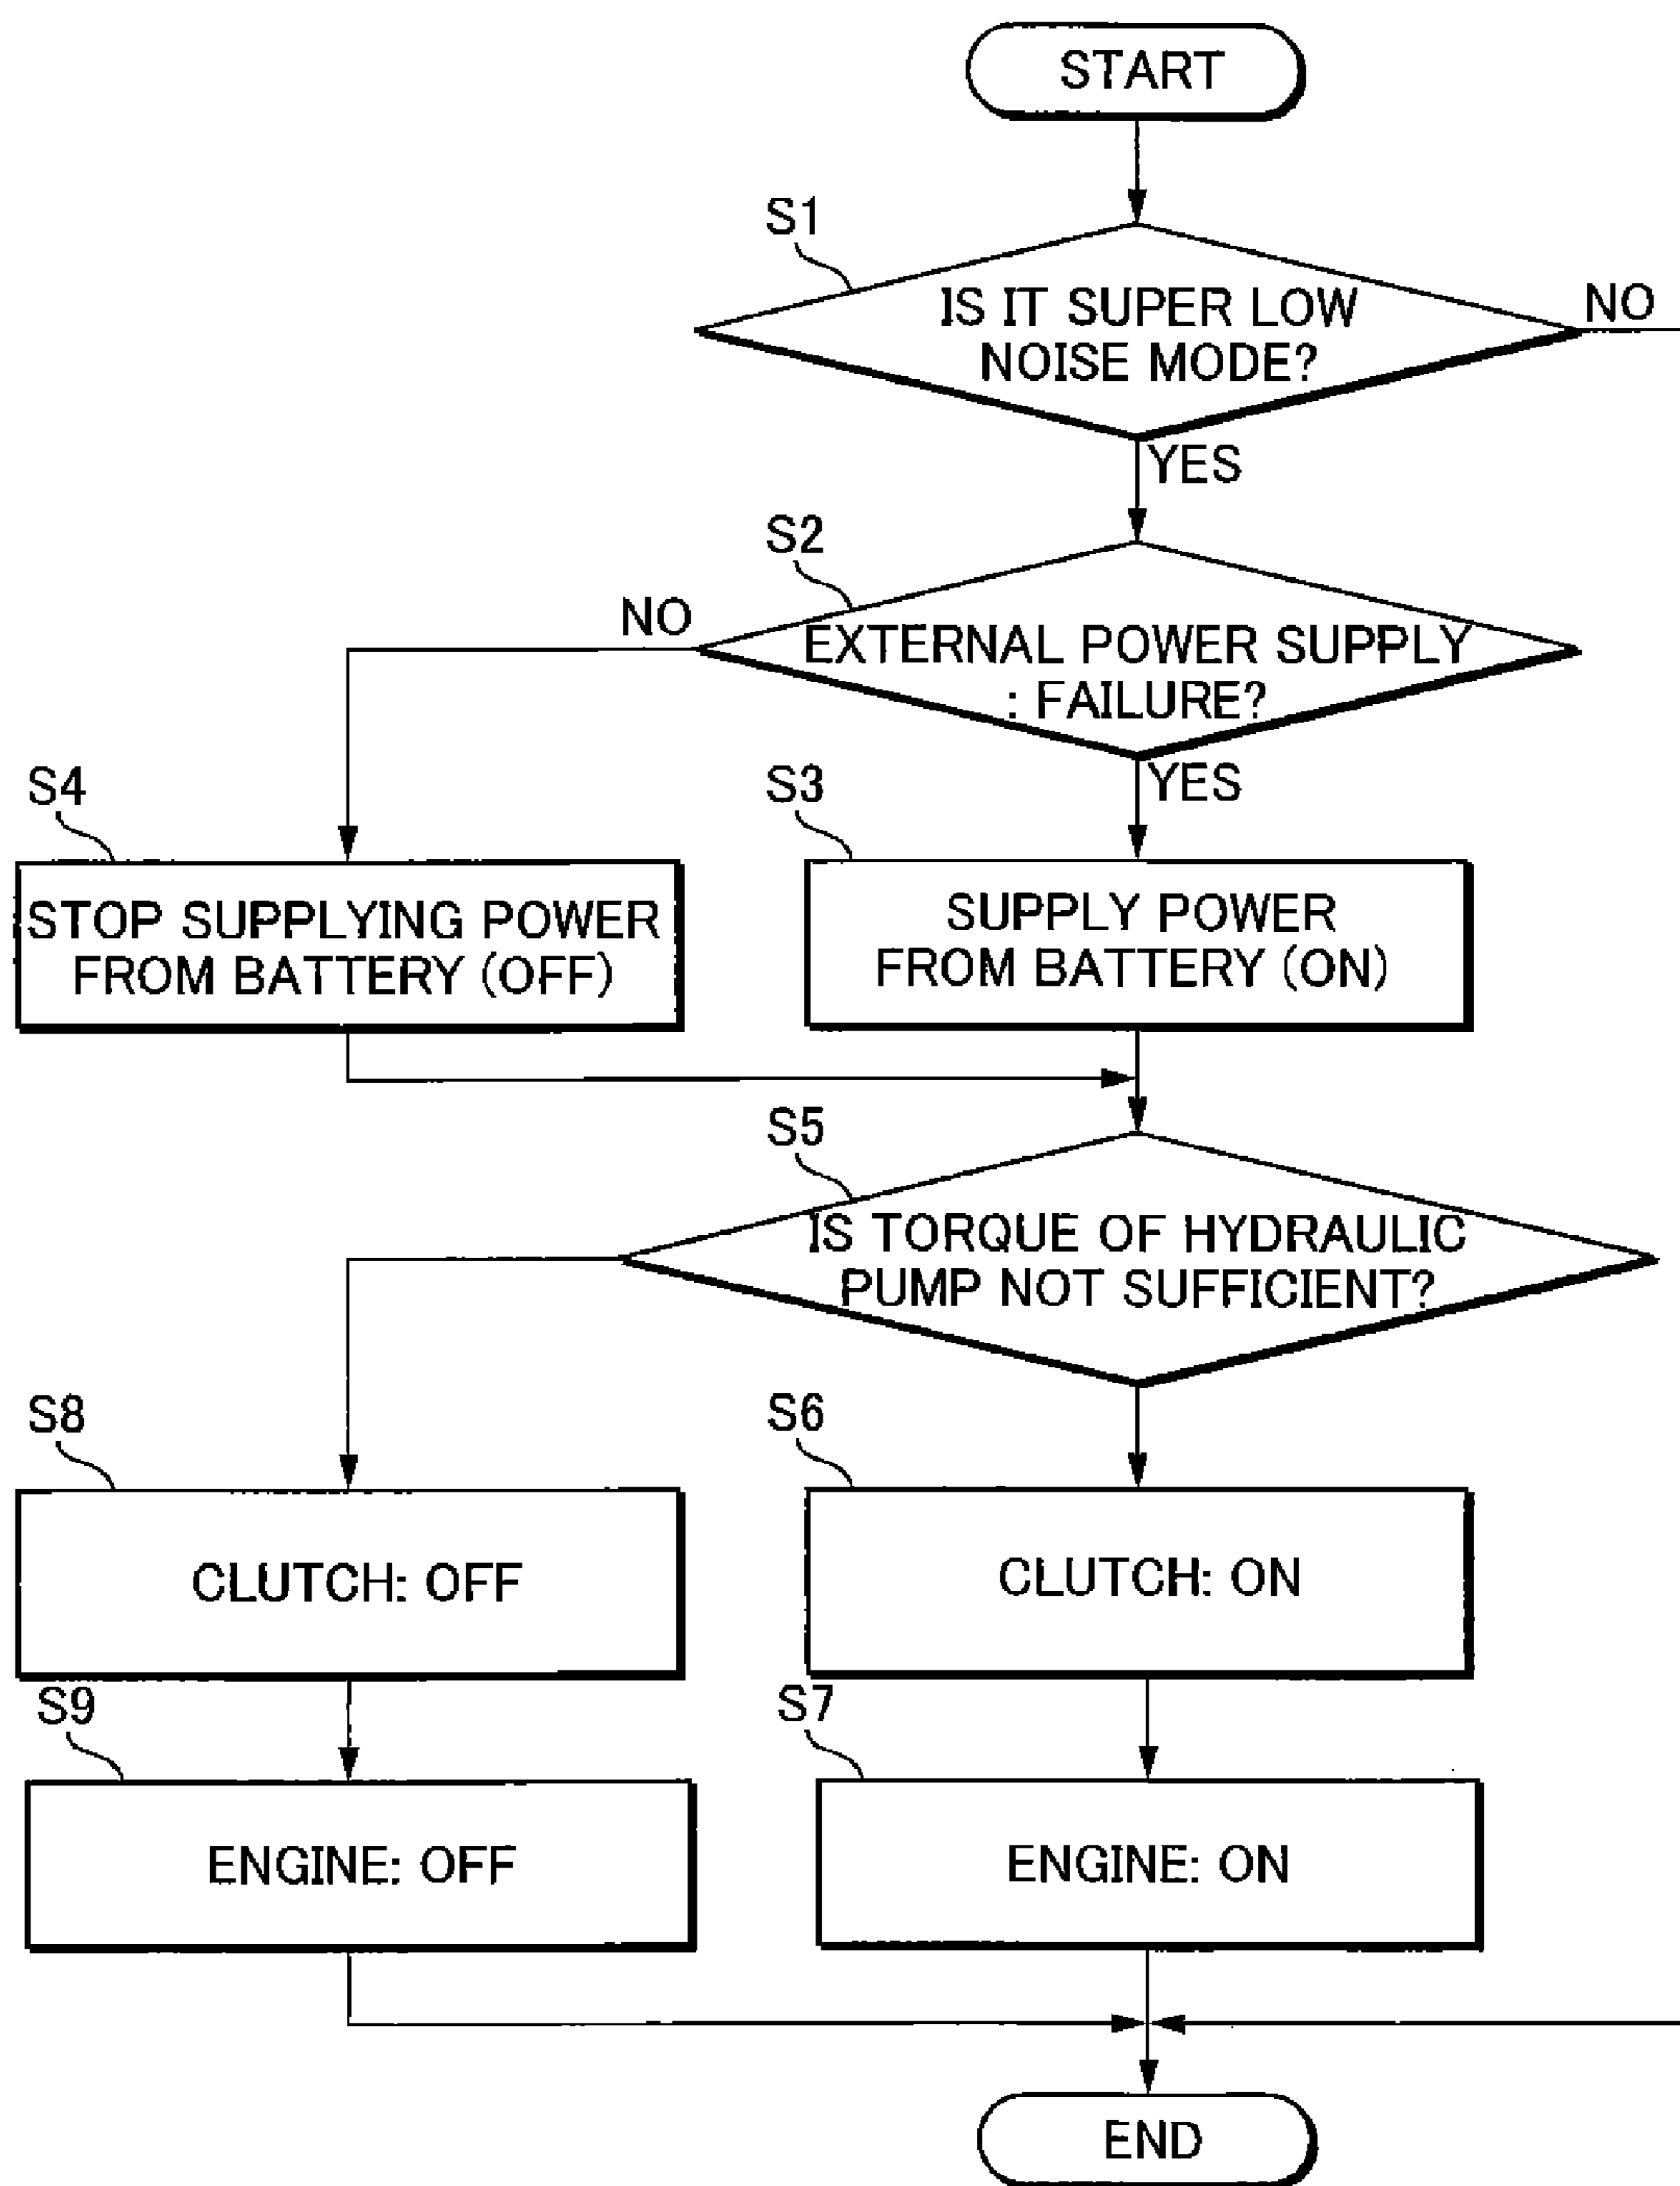 START
S1
IS IT SUPER LOW
NOISE MODE?
NO
YES
S2
NO
EXTERNAL POWER SUPPLY
: FAILURE?
YES
S4
S3
STOP SUPPLYING POWER
FROM BATTERY (OFF)
SUPPLY POWER
FROM BATTERY (ON)
S5
IS TORQUE OF HYDRAULIC
PUMP NOT SUFFICIENT?
S8
S6
CLUTCH: OFF
CLUTCH: ON
S9
S7
ENGINE: OFF
ENGINE: ON
END